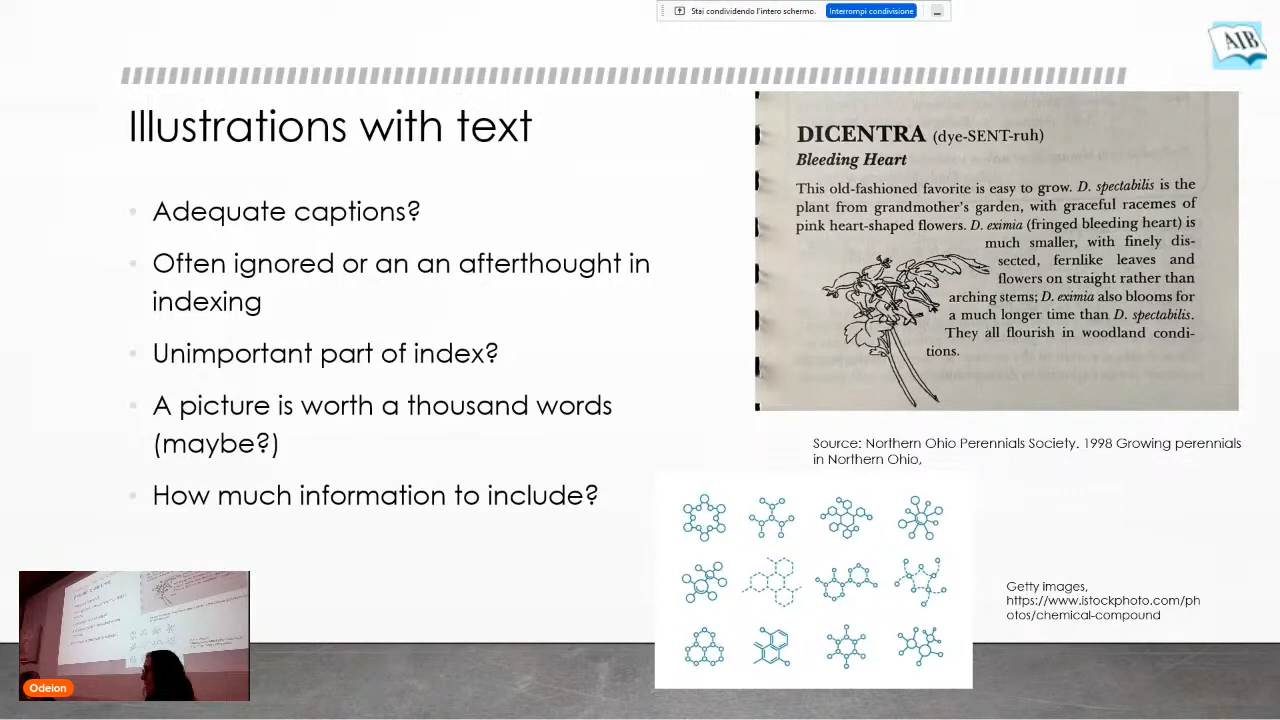 Stai condividendo l'intero schermo.
Interrompi condivisione
AIB
Illustrations with text
Adequate captions?
Often ignored or an an afterthought in
indexing
Unimportant part of index?
A picture is worth a thousand words
(maybe?)
How much information to include?
DICENTRA (dye-SENT-ruh)
Bleeding Heart
This old-fashioned favorite is easy to grow. D. spectabilis is the
plant from grandmother's garden, with graceful racemes of
pink heart-shaped flowers. D. eximia (fringed bleeding heart) is
much smaller, with finely dis-
sected, fernlike leaves and
flowers on straight rather than
arching stems; D. eximia also blooms for
a much longer time than D. spectabilis.
They all flourish in woodland condi-
tions.
Source: Northern Ohio Perennials Society. 1998 Growing perennials
in Northern Ohio,
Getty images,
https://www.istockphoto.com/ph
otos/chemical-compound
Odelon